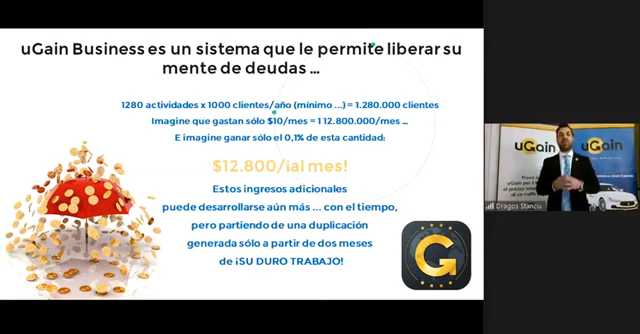 uGain Business es un sistema que le permite liberar su
mente de deudas ...
1280 actividades x 1000 clientes/año (mínimo ...) = 1.280.000 clientes
Imagine que gastan sólo $10/mes = 1 12.800.000/mes ...
E imagine ganar sólo el 0,1% de esta cantidad:
$12.800/¡al mes!
Estos ingresos adicionales
puede desarrollarse aún más ... con el tiempo,
pero partiendo de una duplicación
generada sólo a partir de dos meses
de ¡SU DURO TRABAJO!
G
uGain
uGain
Dragos Stanciu